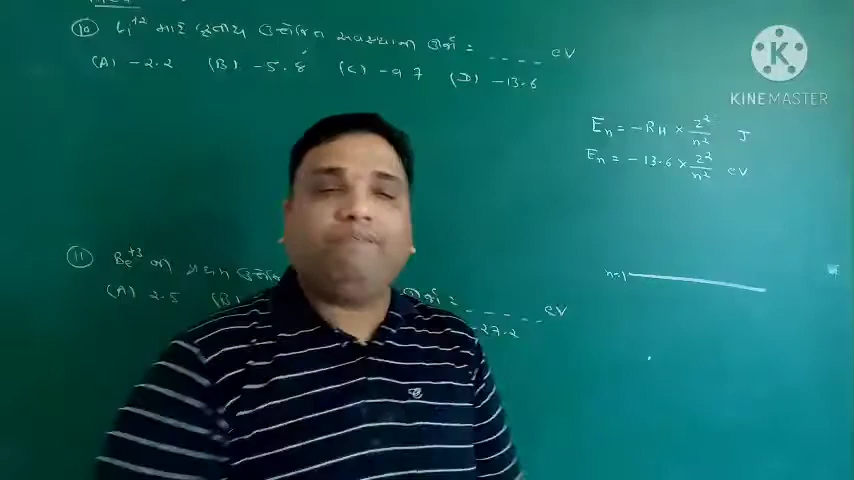 (10) Li⁺² માટે તૃતીય ઉત્તેજિત અવસ્થાની ઊર્જા = _ _ _ _ eV
(A) -2.2 (B) -5.8 (C) -9.7 (D) -13.6
KINEMASTER
Eₙ = -R_H × Z²/n² J
Eₙ = -13.6 × Z²/n² eV
n=1
(11) Be⁺³ ની પ્રથમ
ઊર્જા = _ _ _ _ _ eV
(A) 2.5 (B) -27.2